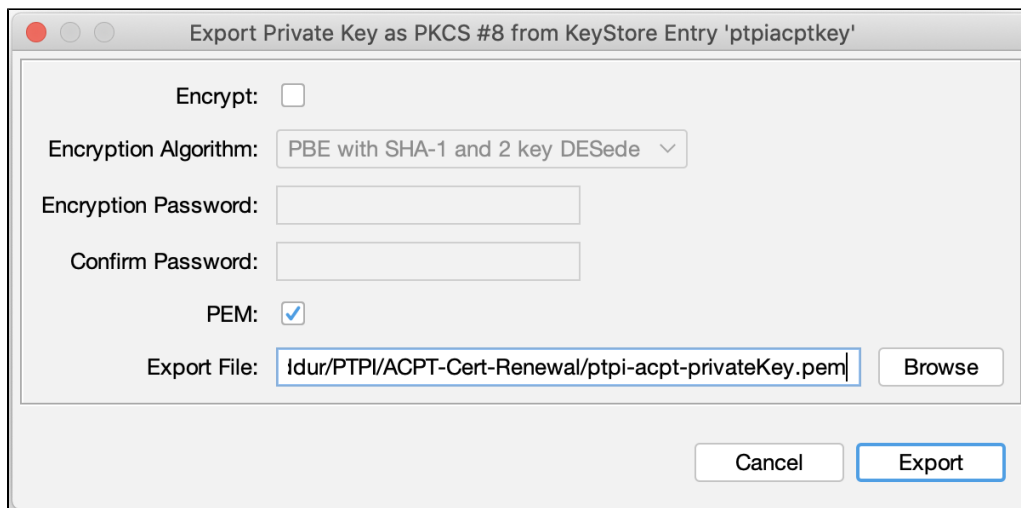 Export Private Key as PKCS #8 from KeyStore Entry 'ptpiacptkey'
Encrypt:
Encryption Algorithm: PBE with SHA-1 and 2 key DESede
Encryption Password:
Confirm Password:
PEM:
Export File: ddur/PTPI/ACPT-Cert-Renewal/ptpi-acpt-privateKey.pem Browse
Cancel Export